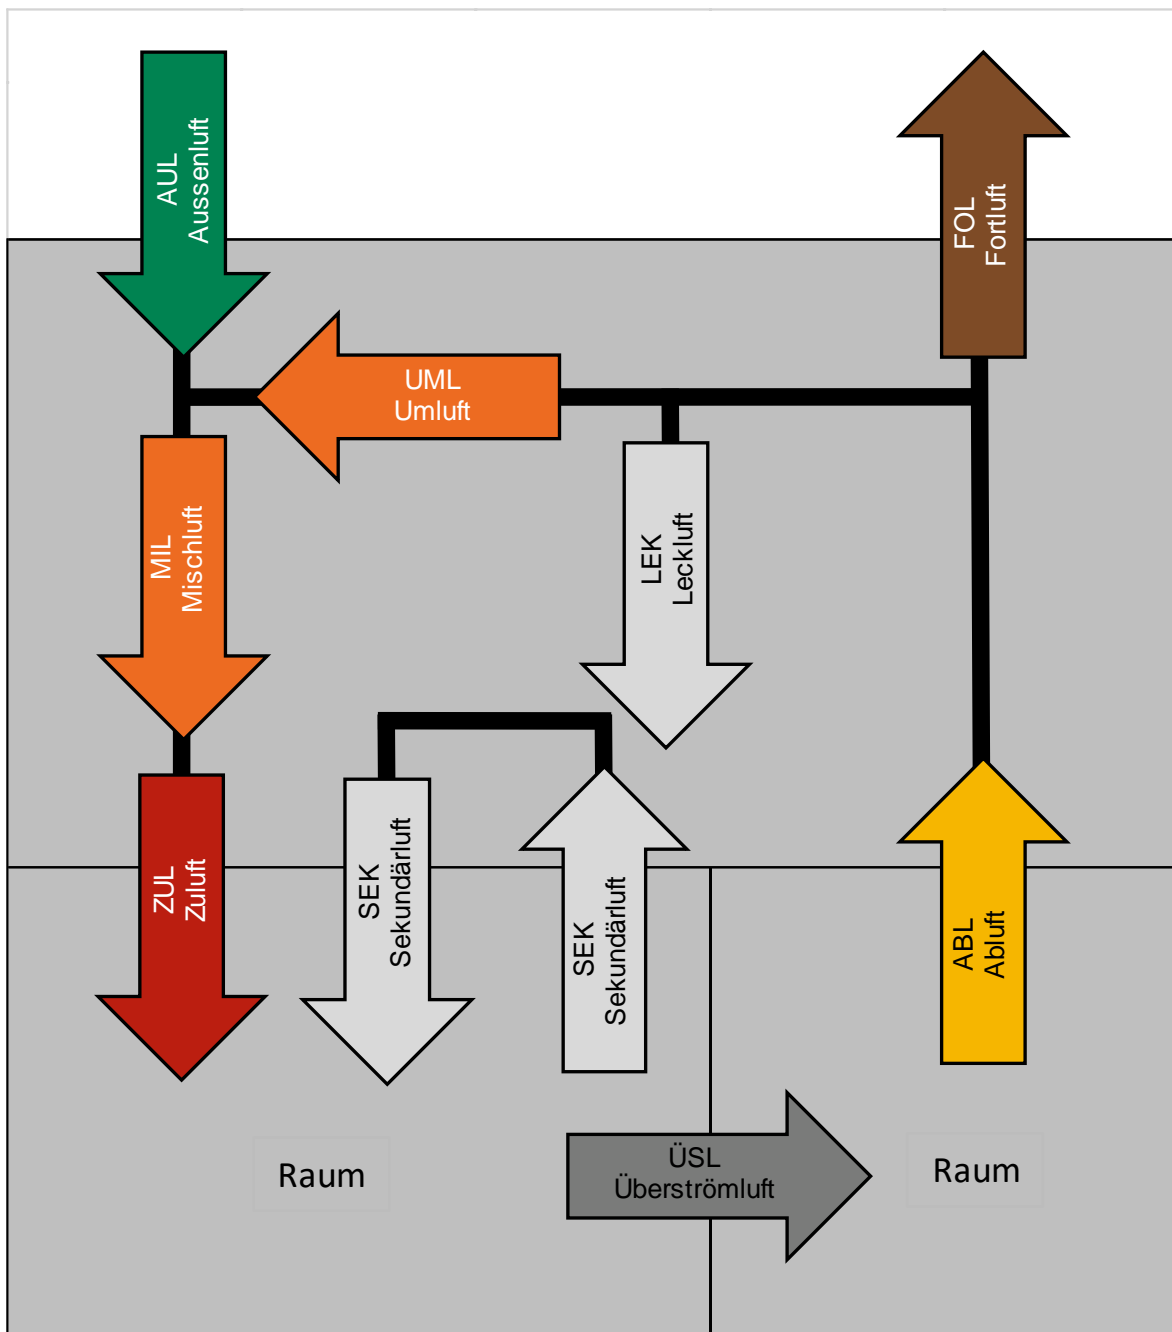 AUL
Aussenluft
FOL
Fortluft
UML
Umluft
MIL
Mischluft
LEK
Leckluft
ZUL
Zuluft
SEK
Sekundärluft
SEK
Sekundärluft
ABL
Abluft
Raum
ÜSL
Überströmluft
Raum